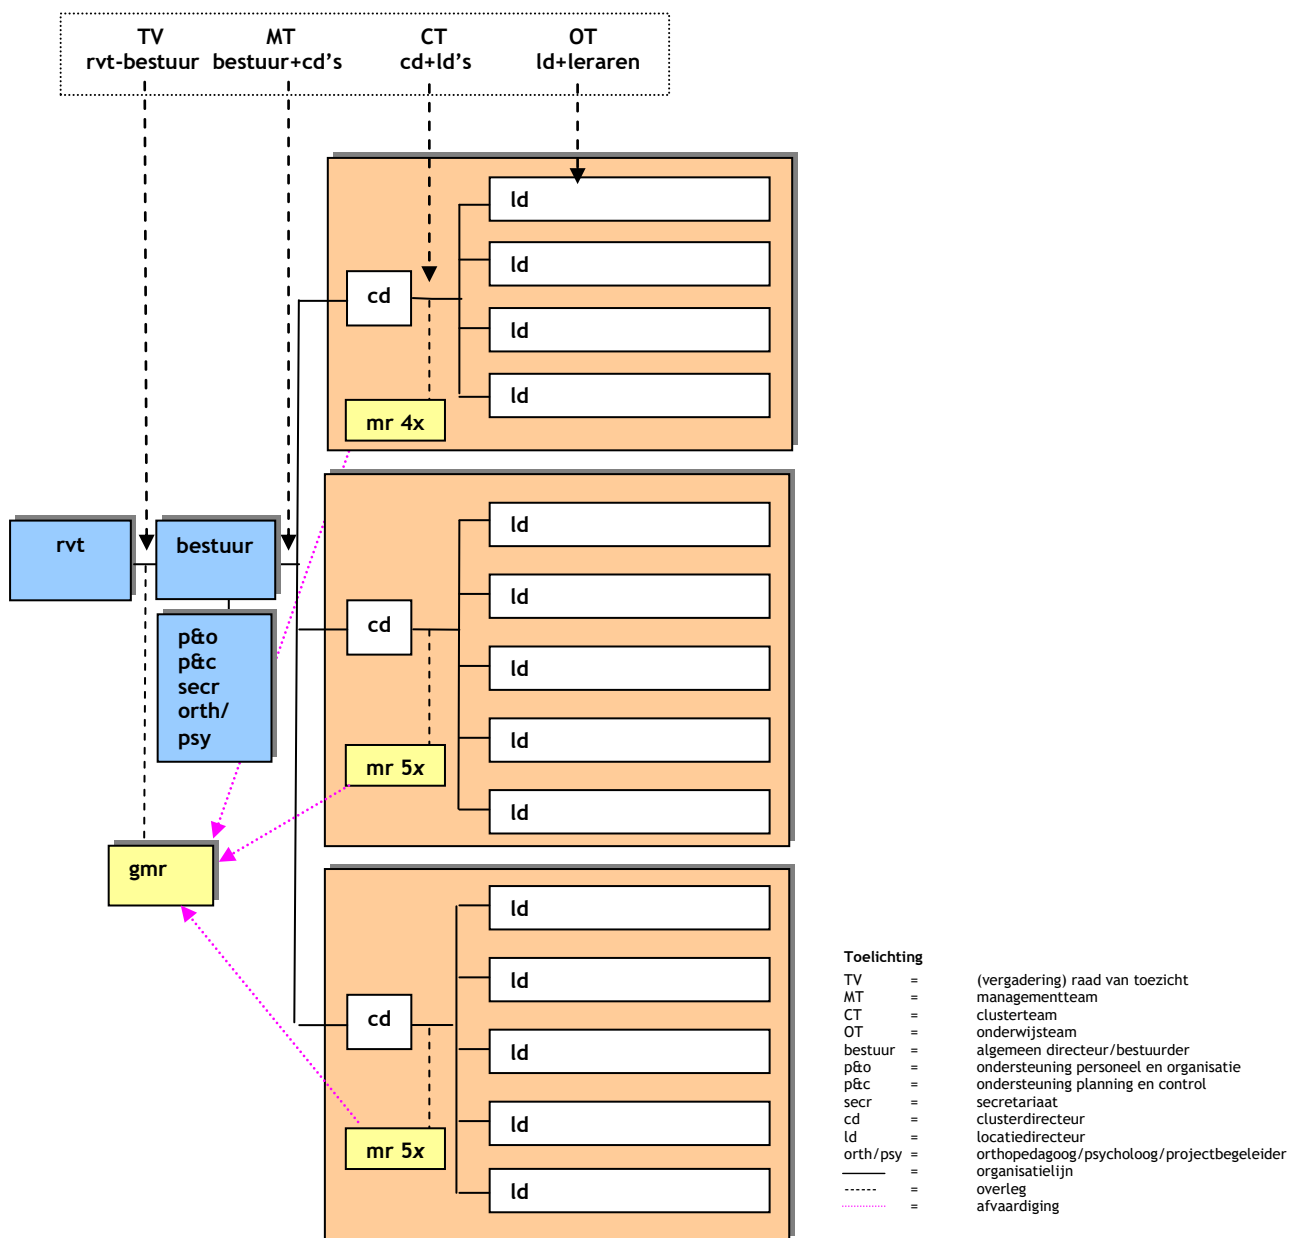 TV MT CT OT
rvt-bestuur bestuur+cd's cd+ld's ld+leraren
ld
ld
cd
ld
ld
mr 4x
ld
rvt bestuur
ld
cd
p&o
p&c
secr
orth/
psy
ld
ld
mr 5x
ld
gmr
ld
ld
cd
ld
ld
mr 5x
ld
Toelichting
TV = (vergadering) raad van toezicht
MT = managementteam
CT = clusterteam
OT = onderwijsteam
bestuur = algemeen directeur/bestuurder
p&o = ondersteuning personeel en organisatie
p&c = ondersteuning planning en control
secr = secretariaat
cd = clusterdirecteur
ld = locatiedirecteur
orth/psy = orthopedagoog/psycholoog/projectbegeleider
= organisatielijn
------ = overleg
............... = afvaardiging